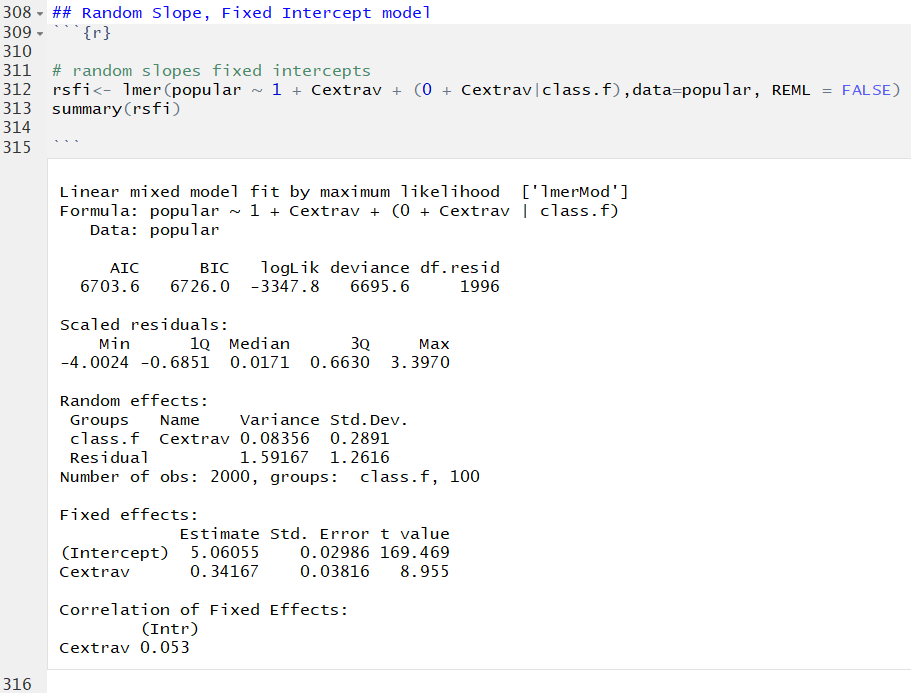 308 ## Random Slope, Fixed Intercept model
309 ```{r}
310
311 # random slopes fixed intercepts
312 rsfi<- lmer(popular ~ 1 + Cextrav + (0 + Cextrav|class.f),data=popular, REML = FALSE)
313 summary(rsfi)
314
315 ```
Linear mixed model fit by maximum likelihood  ['lmerMod']
Formula: popular ~ 1 + Cextrav + (0 + Cextrav | class.f)
   Data: popular
     AIC      BIC   logLik deviance df.resid
  6703.6   6726.0  -3347.8   6695.6     1996
Scaled residuals:
    Min      1Q  Median      3Q     Max
-4.0024 -0.6851  0.0171  0.6630  3.3970
Random effects:
 Groups   Name    Variance Std.Dev.
 class.f  Cextrav 0.08356  0.2891
 Residual         1.59167  1.2616
Number of obs: 2000, groups:  class.f, 100
Fixed effects:
            Estimate Std. Error t value
(Intercept)  5.06055    0.02986 169.469
Cextrav      0.34167    0.03816   8.955
Correlation of Fixed Effects:
        (Intr)
Cextrav 0.053
316